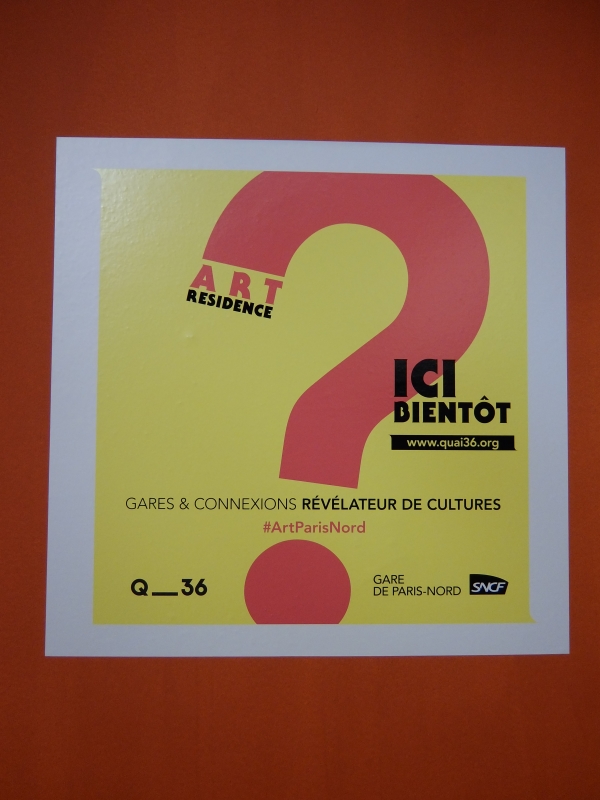 ART
RESIDENCE
ICI
BIENTÔT
www.quai36.org
GARES & CONNEXIONS RÉVÉLATEUR DE CULTURES
#ArtParisNord
Q__36
GARE
DE PARIS-NORD
SNCF